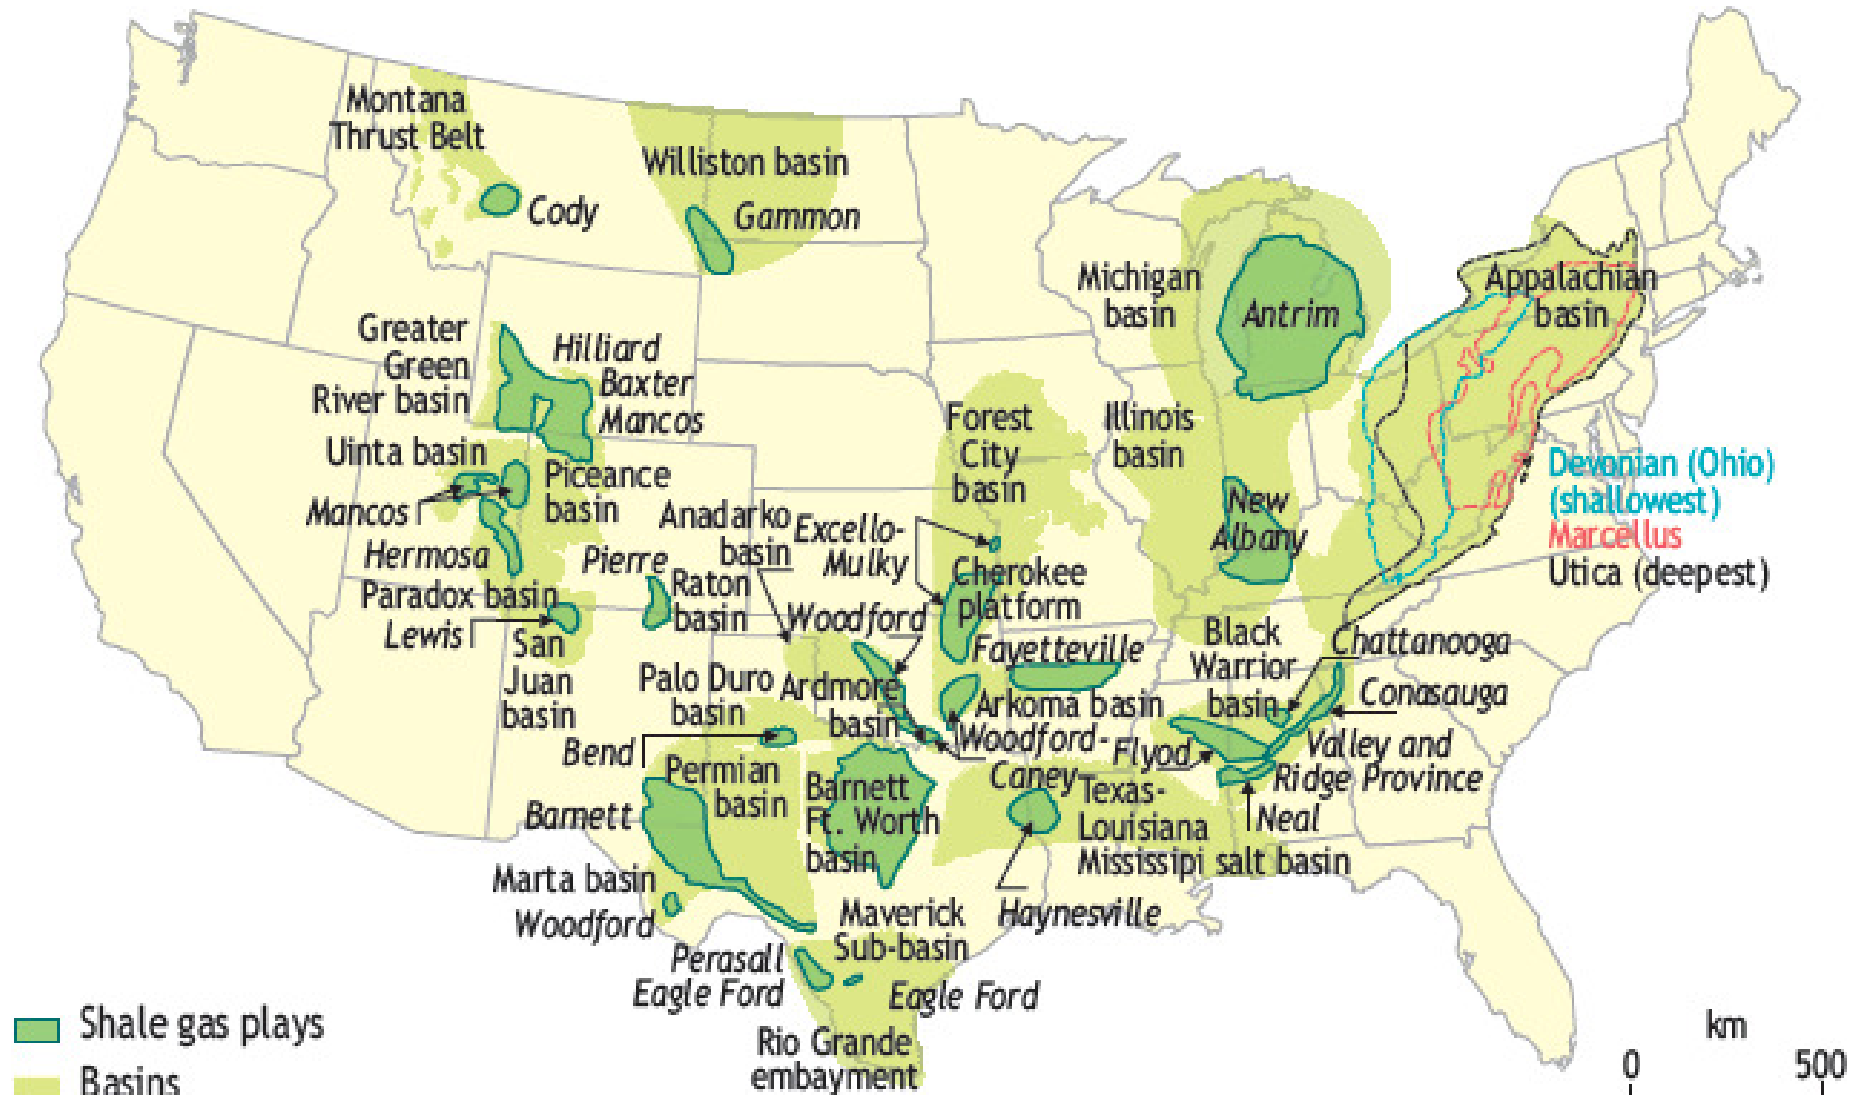 Montana
Thrust Belt
Cody
Williston basin
Gammon
Michigan
basin
Antrim
Appalachian
basin
Greater
Green
River basin
Hilliard
Baxter
Mancos
Uinta basin
Mancos
Piceance
basin
Hermosa
Paradox basin
Lewis
San
Juan
basin
Pierre
Raton
basin
Anadarko
basin
Excello-
Mulky
Forest
City
basin
Cherokee
platform
Illinois
basin
New
Albany
Devonian (Ohio)
(shallowest)
Marcellus
Utica (deepest)
Woodford
Fayetteville
Palo Duro
basin
Ardmore
basin
Arkoma basin
Woodford-
Caney
Black
Warrior
basin
Chattanooga
Conasauga
Flyod
Valley and
Ridge Province
Neal
Bend
Permian
basin
Barnett
Barnett
Ft. Worth
basin
Texas-
Louisiana
Mississipi salt basin
Haynesville
Marta basin
Woodford
Maverick
Sub-basin
Perasall
Eagle Ford
Eagle Ford
Rio Grande
embayment
Shale gas plays
Basins
km
0 500